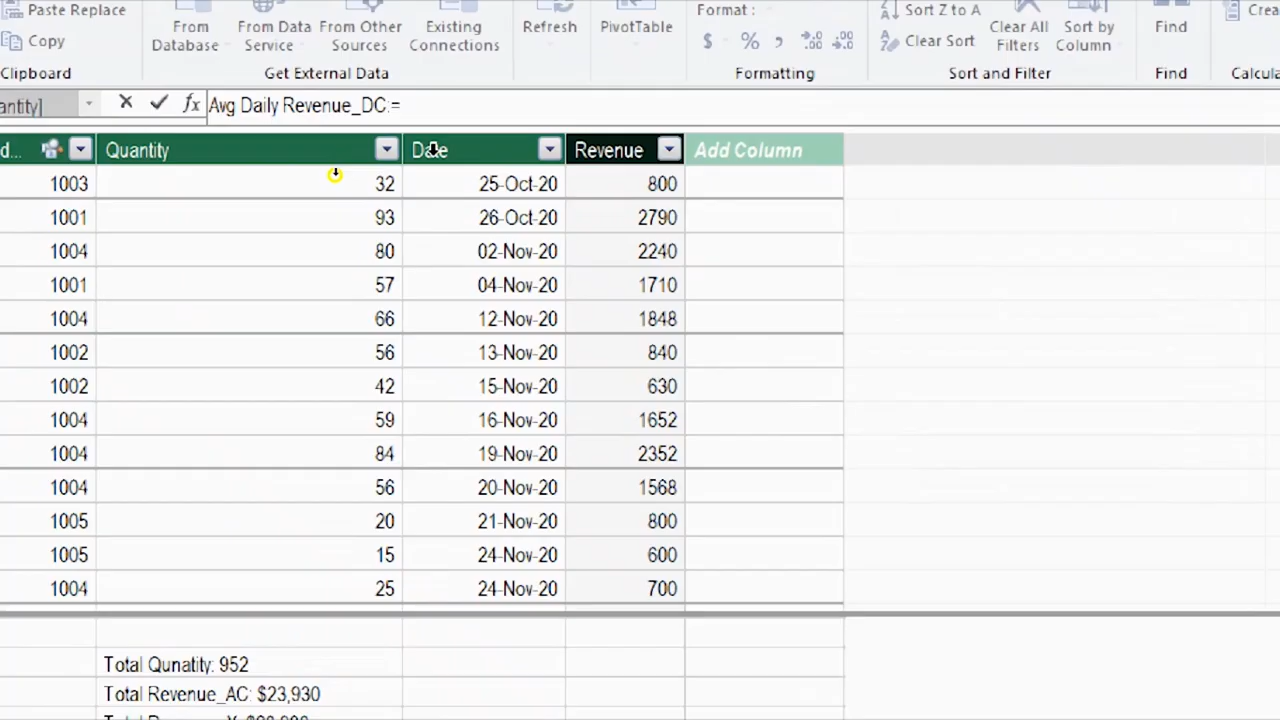 Paste Replace
Copy
Clipboard
From Database
From Data Service
From Other Sources
Existing Connections
Get External Data
Refresh
PivotTable
Format :
$ % ,
Formatting
Sort Z to A
Clear Sort
Clear All Filters
Sort by Column
Sort and Filter
Find
Find
Crea
Calcula
antity]
fx
Avg Daily Revenue_DC:=
d... Quantity Date Revenue Add Column
1003 32 25-Oct-20 800
1001 93 26-Oct-20 2790
1004 80 02-Nov-20 2240
1001 57 04-Nov-20 1710
1004 66 12-Nov-20 1848
1002 56 13-Nov-20 840
1002 42 15-Nov-20 630
1004 59 16-Nov-20 1652
1004 84 19-Nov-20 2352
1004 56 20-Nov-20 1568
1005 20 21-Nov-20 800
1005 15 24-Nov-20 600
1004 25 24-Nov-20 700
Total Qunatity: 952
Total Revenue_AC: $23,930